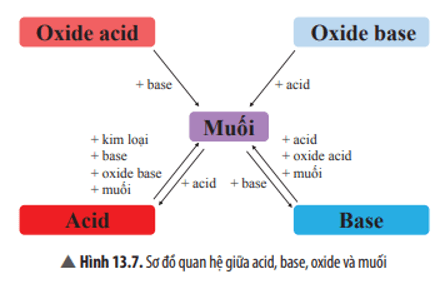 Oxide acid
Oxide base
+ base
+ acid
Muối
+ kim loại
+ base
+ oxide base
+ muối
+ acid
+ base
+ acid
+ oxide acid
+ muối
Acid
Base
▲ Hình 13.7. Sơ đồ quan hệ giữa acid, base, oxide và muối